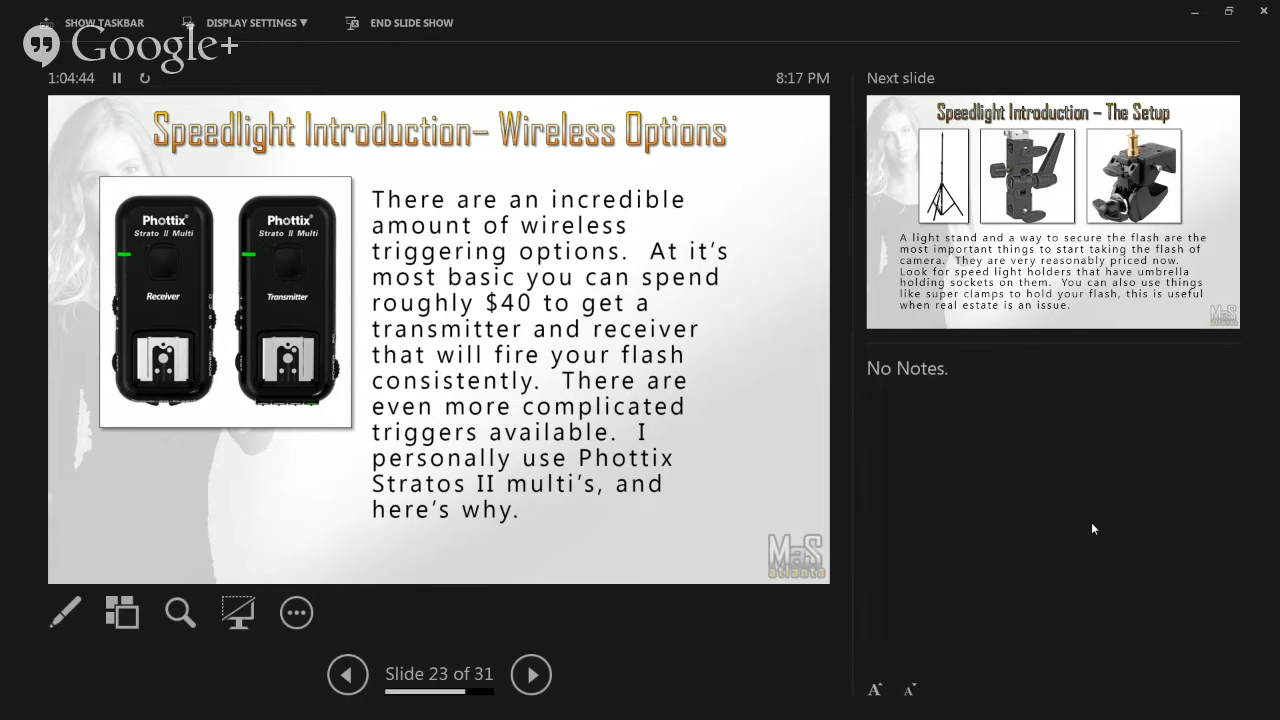 SHOW TASKBAR
DISPLAY SETTINGS ▼
END SLIDE SHOW
Google+
1:04:44
8:17 PM
Next slide
Speedlight Introduction– Wireless Options
Phottix®
Strato II Multi
Receiver
Phottix®
Strato II Multi
Transmitter
There are an incredible
amount of wireless
triggering options. At it's
most basic you can spend
roughly $40 to get a
transmitter and receiver
that will fire your flash
consistently. There are
even more complicated
triggers available. I
personally use Phottix
Stratos II multi's, and
here's why.
MaS
atlanta
Speedlight Introduction – The Setup
A light stand and a way to secure the flash are the
most important things to start taking the flash of
camera. They are very reasonably priced now.
Look for speed light holders that have umbrella
holding sockets on them. You can also use things
like super clamps to hold your flash, this is useful
when real estate is an issue.
MaS
atlanta
No Notes.
Slide 23 of 31
A A